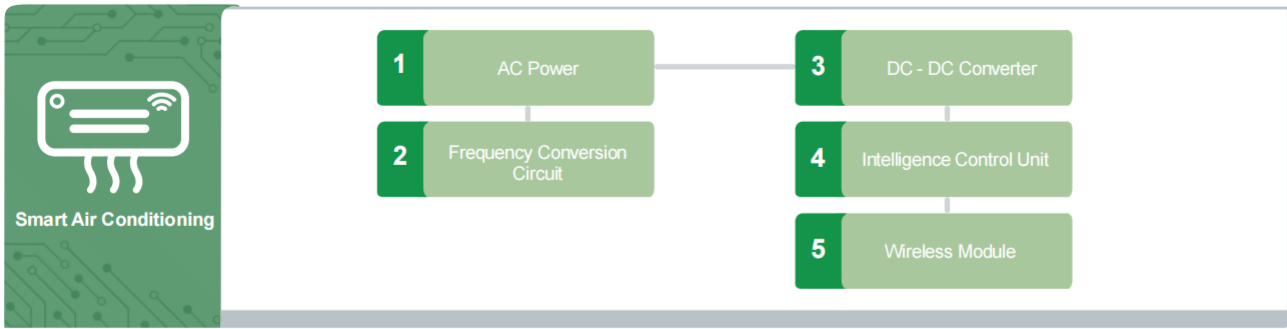 Smart Air Conditioning
1
AC Power
2
Frequency Conversion
Circuit
3
DC - DC Converter
4
Intelligence Control Unit
5
Wireless Module